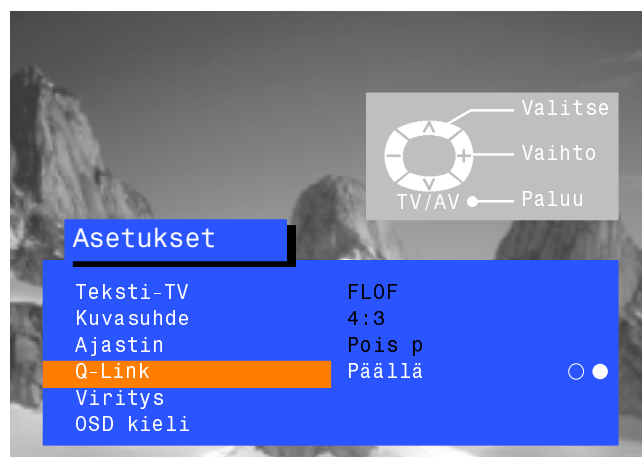 Valitse
Vaihto
TV/AV Paluu
Asetukset
Teksti-TV FLOF
Kuvasuhde 4:3
Ajastin Pois p
Q-Link Päällä
Viritys
OSD kieli